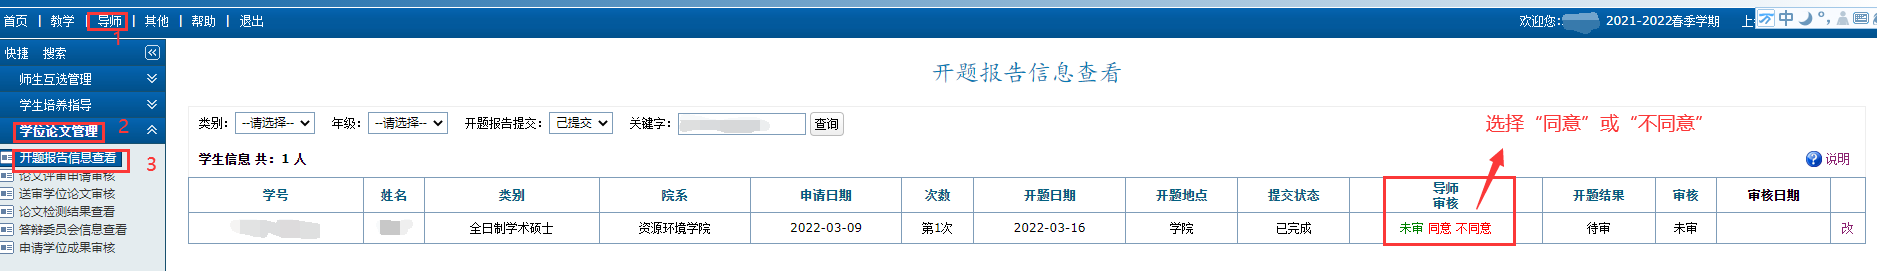 首页 | 教学 | 导师 | 其他 | 帮助 | 退出
欢迎您: 2021-2022春季学期 上
中
1
快捷 搜索
师生互选管理
学生培养指导
学位论文管理 2
开题报告信息查看 3
论文评审申请审核
送审学位论文审核
论文检测结果查看
答辩委员会信息查看
申请学位成果审核
开题报告信息查看
类别: --请选择-- 年级: --请选择-- 开题报告提交: 已提交 关键字: 查询
选择“同意”或“不同意”
学生信息 共: 1 人
说明
学号 姓名 类别 院系 申请日期 次数 开题日期 开题地点 提交状态 导师审核 开题结果 审核 审核日期
全日制学术硕士 资源环境学院 2022-03-09 第1次 2022-03-16 学院 已完成 未审 同意 不同意 待审 未审 改